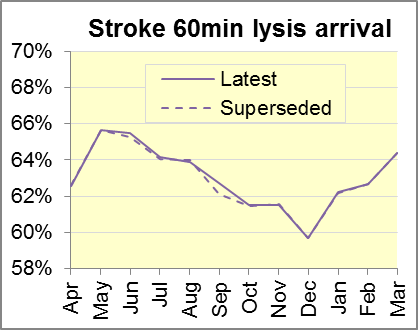 Stroke 60min lysis arrival
70%
68%
66%
64%
62%
60%
58%
Latest
Superseded
Apr
May
Jun
Jul
Aug
Sep
Oct
Nov
Dec
Jan
Feb
Mar